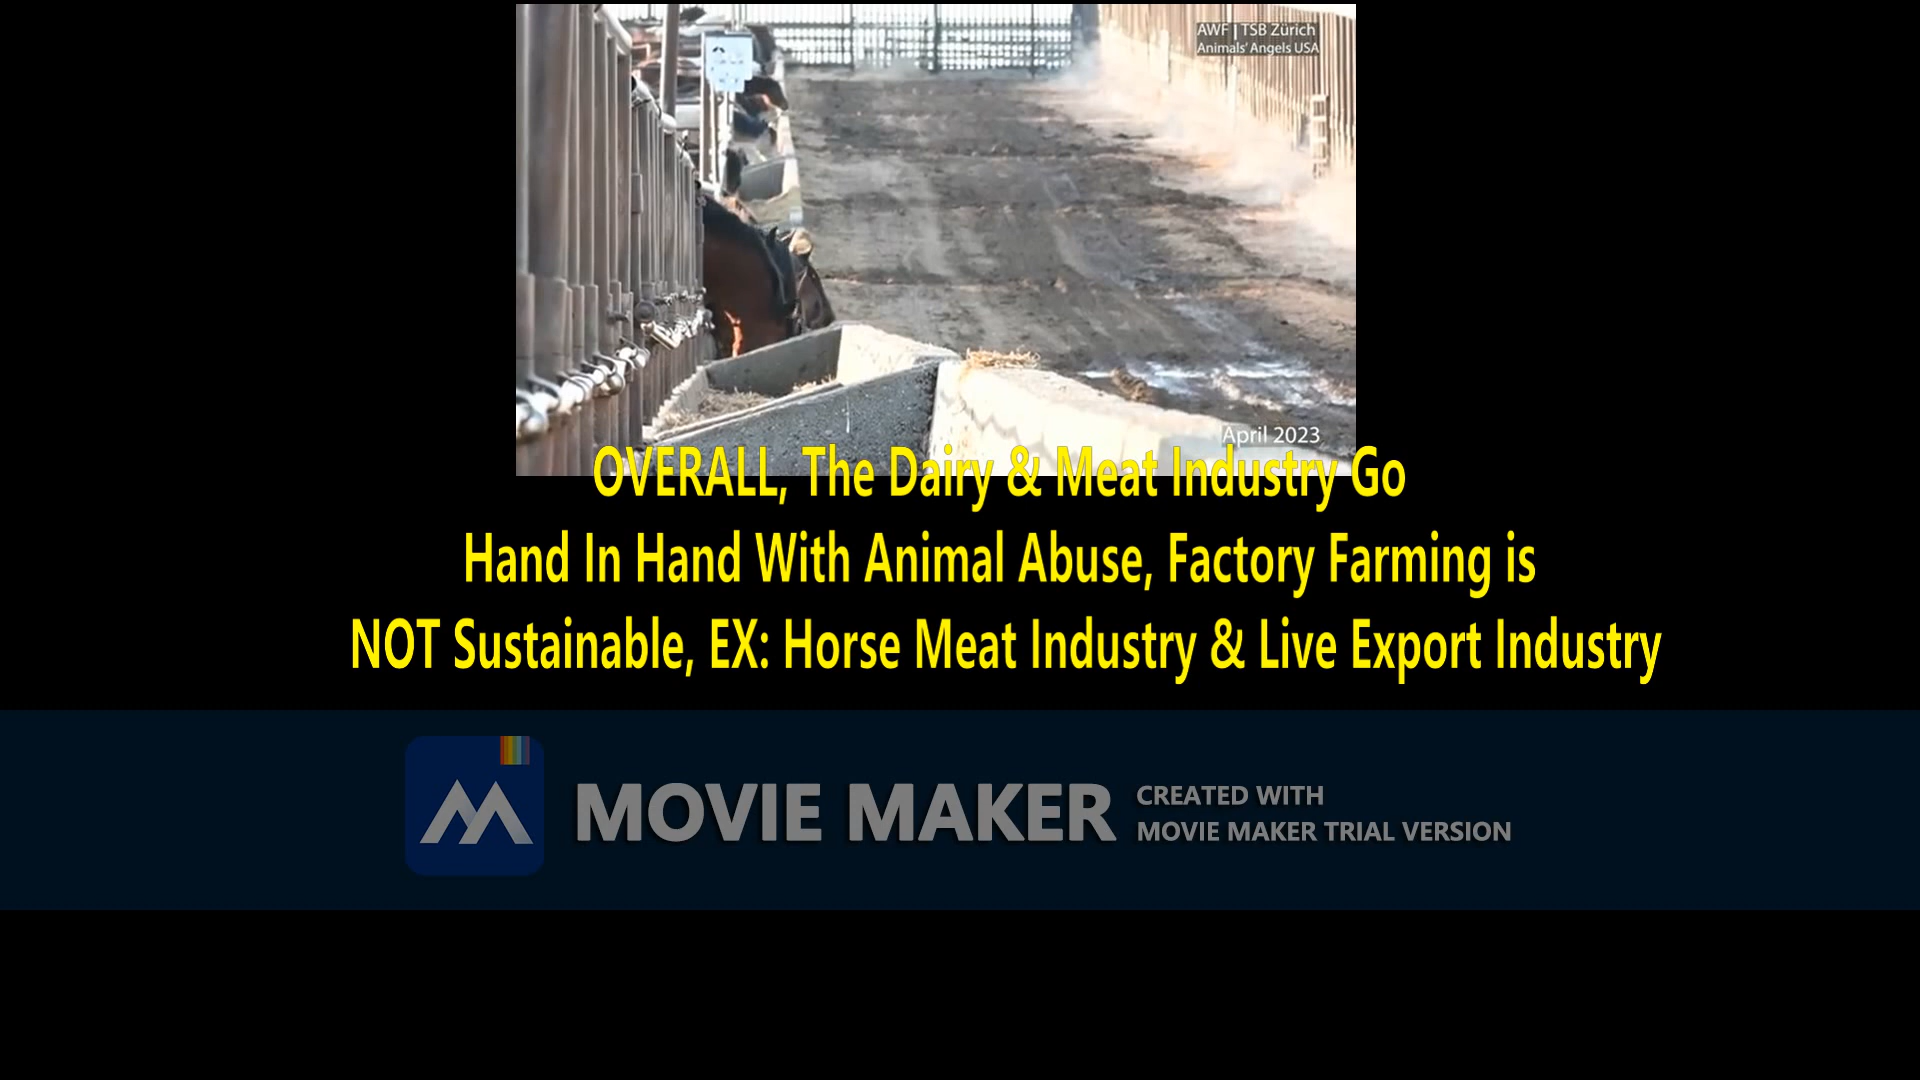 AWF | TSB Zürich
Animals' Angels USA
April 2023
OVERALL, The Dairy & Meat Industry Go
Hand In Hand With Animal Abuse, Factory Farming is
NOT Sustainable, EX: Horse Meat Industry & Live Export Industry
MOVIE MAKER
CREATED WITH
MOVIE MAKER TRIAL VERSION